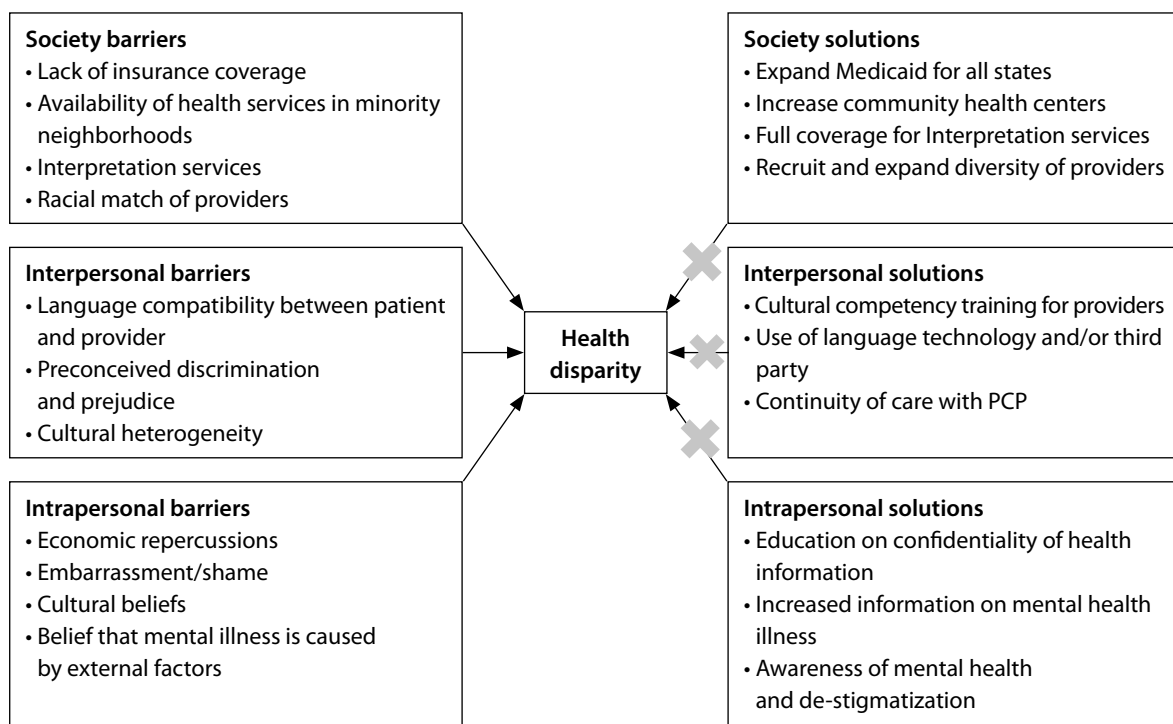 Society barriers
• Lack of insurance coverage
• Availability of health services in minority
neighborhoods
• Interpretation services
• Racial match of providers
Interpersonal barriers
• Language compatibility between patient
and provider
• Preconceived discrimination
and prejudice
• Cultural heterogeneity
Intrapersonal barriers
• Economic repercussions
• Embarrassment/shame
• Cultural beliefs
• Belief that mental illness is caused
by external factors
Health
disparity
Society solutions
• Expand Medicaid for all states
• Increase community health centers
• Full coverage for Interpretation services
• Recruit and expand diversity of providers
Interpersonal solutions
• Cultural competency training for providers
• Use of language technology and/or third
party
• Continuity of care with PCP
Intrapersonal solutions
• Education on confidentiality of health
information
• Increased information on mental health
illness
• Awareness of mental health
and de-stigmatization